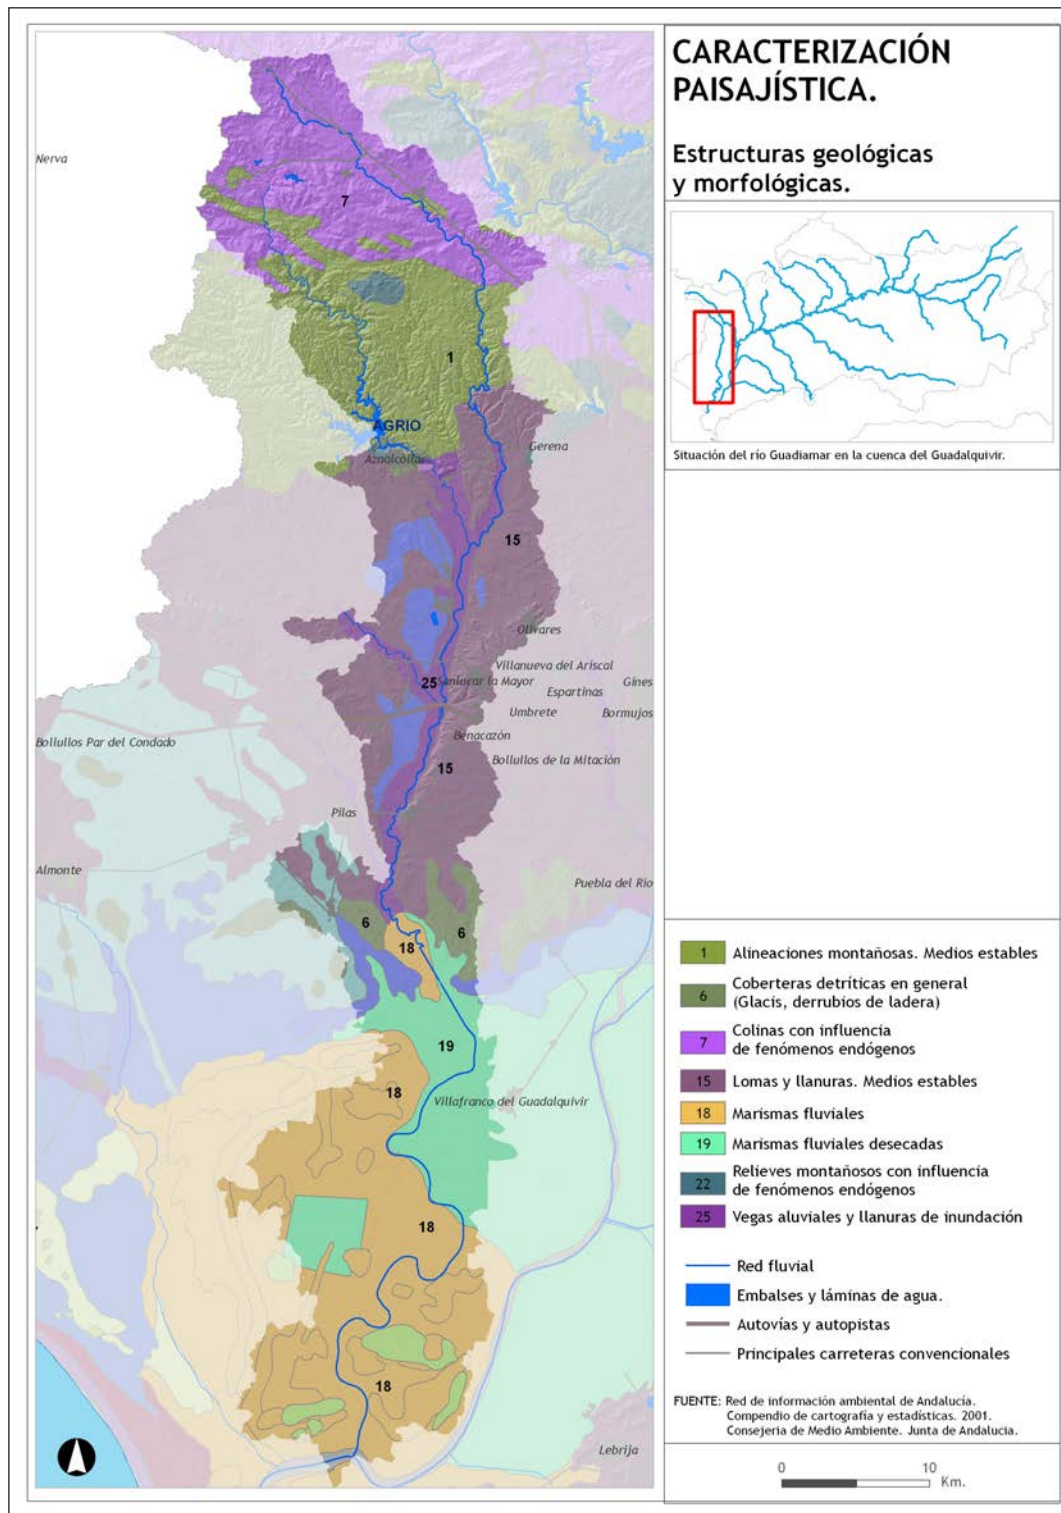 CARACTERIZACIÓN
PAISAJÍSTICA.
Estructuras geológicas
y morfológicas.
Situación del río Guadiamar en la cuenca del Guadalquivir.
Nerva
7
1
AGRIO
Aznalcóllar
Gerena
15
Olivares
Villanueva del Ariscal
25
Sanlúcar la Mayor
Gines
Espartinas
Umbrete
Bormujos
Benacazón
Bollullos Par del Condado
Bollullos de la Mitación
15
Pilas
Almonte
Puebla del Río
6
6
18
19
18
Villafranco del Guadalquivir
18
18
Lebrija
1 Alineaciones montañosas. Medios estables
6 Coberteras detríticas en general
(Glacis, derrubios de ladera)
7 Colinas con influencia
de fenómenos endógenos
15 Lomas y llanuras. Medios estables
18 Marismas fluviales
19 Marismas fluviales desecadas
22 Relieves montañosos con influencia
de fenómenos endógenos
25 Vegas aluviales y llanuras de inundación
Red fluvial
Embalses y láminas de agua.
Autovías y autopistas
Principales carreteras convencionales
FUENTE: Red de información ambiental de Andalucía.
Compendio de cartografía y estadísticas. 2001.
Consejeria de Medio Ambiente. Junta de Andalucia.
0 10
Km.